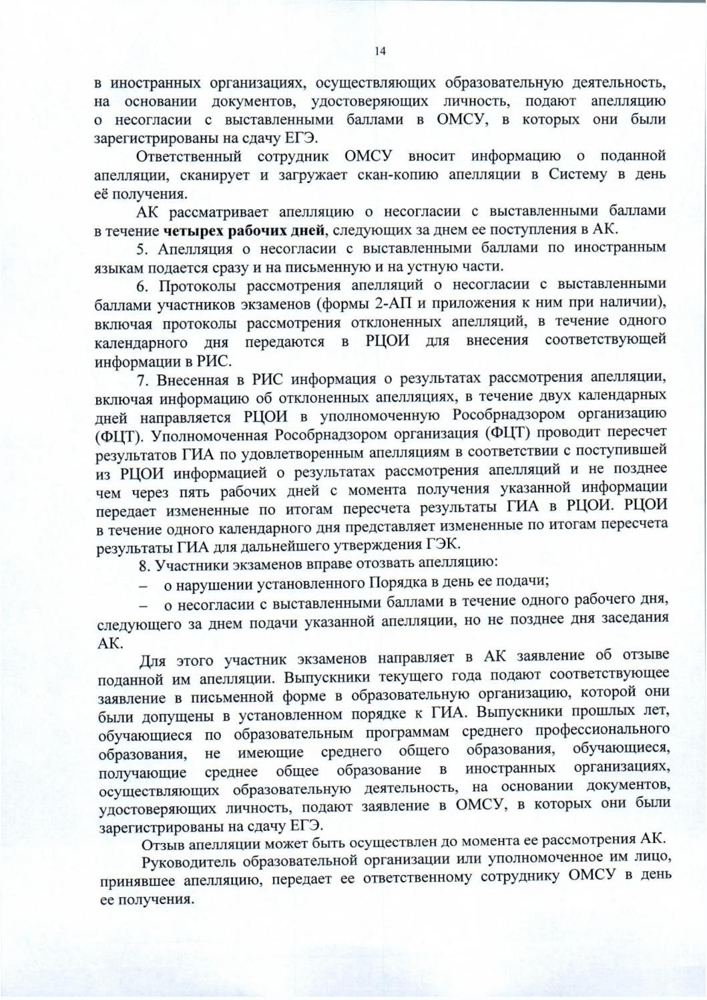 14
в иностранных организациях, осуществляющих образовательную деятельность,
на основании документов, удостоверяющих личность, подают апелляцию
о несогласии с выставленными баллами в ОМСУ, в которых они были
зарегистрированы на сдачу ЕГЭ.
Ответственный сотрудник ОМСУ вносит информацию о поданной
апелляции, сканирует и загружает скан-копию апелляции в Систему в день
её получения.
АК рассматривает апелляцию о несогласии с выставленными баллами
в течение четырех рабочих дней, следующих за днем ее поступления в АК.
5. Апелляция о несогласии с выставленными баллами по иностранным
языкам подается сразу и на письменную и на устную части.
6. Протоколы рассмотрения апелляций о несогласии с выставленными
баллами участников экзаменов (формы 2-АП и приложения к ним при наличии),
включая протоколы рассмотрения отклоненных апелляций, в течение одного
календарного дня передаются в РЦОИ для внесения соответствующей
информации в РИС.
7. Внесенная в РИС информация о результатах рассмотрения апелляции,
включая информацию об отклоненных апелляциях, в течение двух календарных
дней направляется РЦОИ в уполномоченную Рособрнадзором организацию
(ФЦТ). Уполномоченная Рособрнадзором организация (ФЦТ) проводит пересчет
результатов ГИА по удовлетворенным апелляциям в соответствии с поступившей
из РЦОИ информацией о результатах рассмотрения апелляций и не позднее
чем через пять рабочих дней с момента получения указанной информации
передает измененные по итогам пересчета результаты ГИА в РЦОИ. РЦОИ
в течение одного календарного дня представляет измененные по итогам пересчета
результаты ГИА для дальнейшего утверждения ГЭК.
8. Участники экзаменов вправе отозвать апелляцию:
– о нарушении установленного Порядка в день ее подачи;
– о несогласии с выставленными баллами в течение одного рабочего дня,
следующего за днем подачи указанной апелляции, но не позднее дня заседания
АК.
Для этого участник экзаменов направляет в АК заявление об отзыве
поданной им апелляции. Выпускники текущего года подают соответствующее
заявление в письменной форме в образовательную организацию, которой они
были допущены в установленном порядке к ГИА. Выпускники прошлых лет,
обучающиеся по образовательным программам среднего профессионального
образования, не имеющие среднего общего образования, обучающиеся,
получающие среднее общее образование в иностранных организациях,
осуществляющих образовательную деятельность, на основании документов,
удостоверяющих личность, подают заявление в ОМСУ, в которых они были
зарегистрированы на сдачу ЕГЭ.
Отзыв апелляции может быть осуществлен до момента ее рассмотрения АК.
Руководитель образовательной организации или уполномоченное им лицо,
принявшее апелляцию, передает ее ответственному сотруднику ОМСУ в день
ее получения.